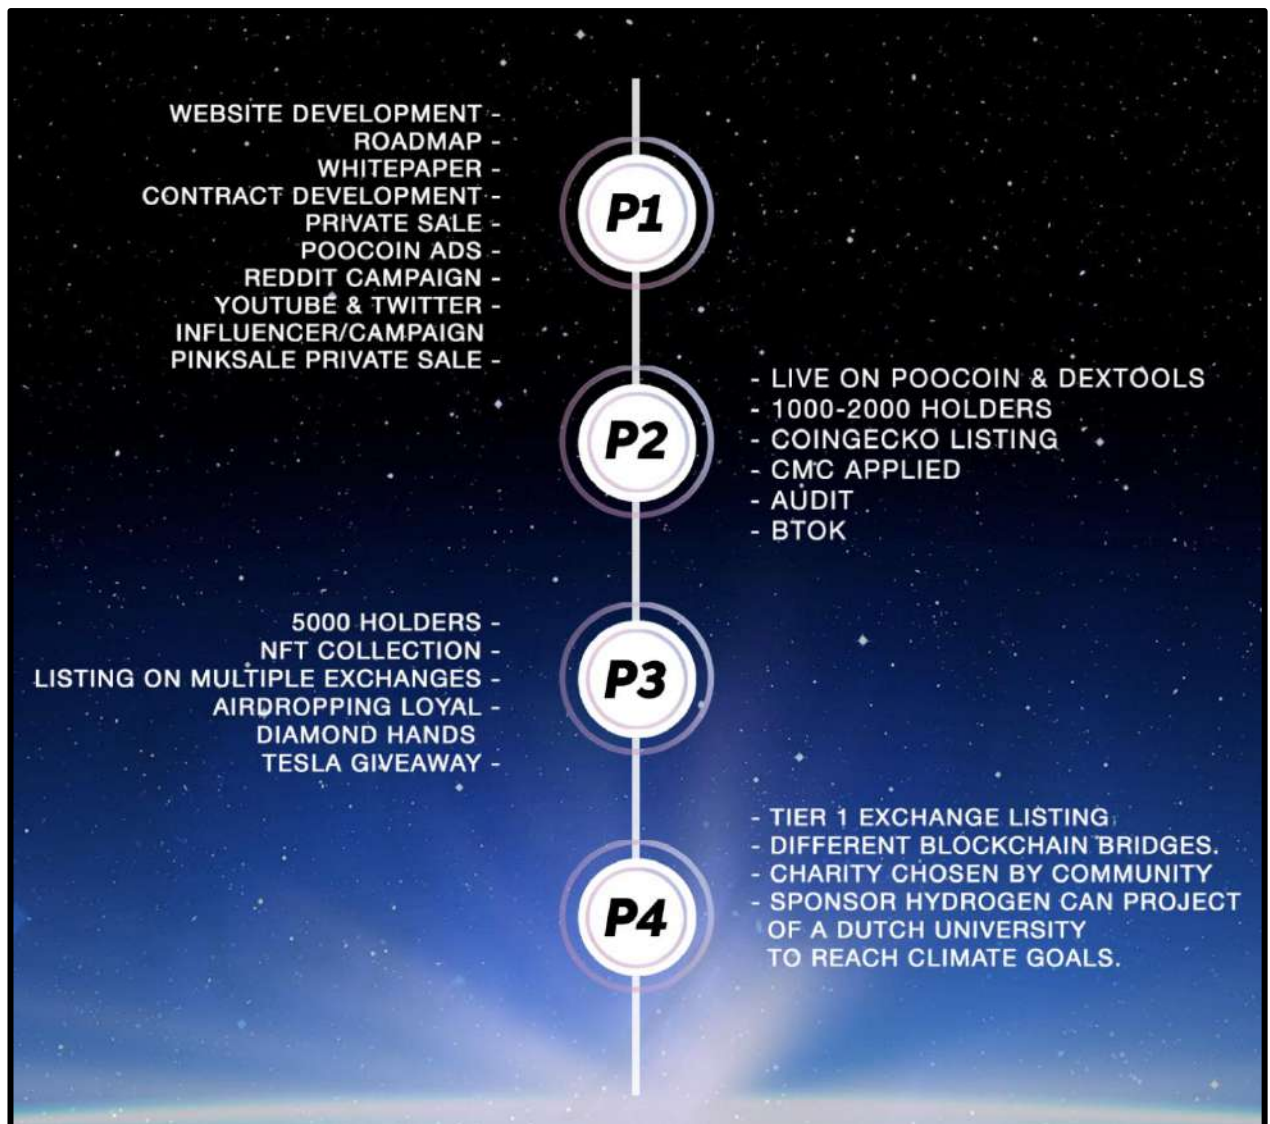 WEBSITE DEVELOPMENT -
ROADMAP -
WHITEPAPER -
CONTRACT DEVELOPMENT -
PRIVATE SALE -
POOCOIN ADS -
REDDIT CAMPAIGN -
YOUTUBE & TWITTER -
INFLUENCER/CAMPAIGN
PINKSALE PRIVATE SALE -
P1
P2
- LIVE ON POOCOIN & DEXTOOLS
- 1000-2000 HOLDERS
- COINGECKO LISTING
- CMC APPLIED
- AUDIT
- BTOK
5000 HOLDERS -
NFT COLLECTION -
LISTING ON MULTIPLE EXCHANGES -
AIRDROPPING LOYAL -
DIAMOND HANDS
TESLA GIVEAWAY -
P3
P4
- TIER 1 EXCHANGE LISTING
- DIFFERENT BLOCKCHAIN BRIDGES.
- CHARITY CHOSEN BY COMMUNITY
- SPONSOR HYDROGEN CAN PROJECT
OF A DUTCH UNIVERSITY
TO REACH CLIMATE GOALS.